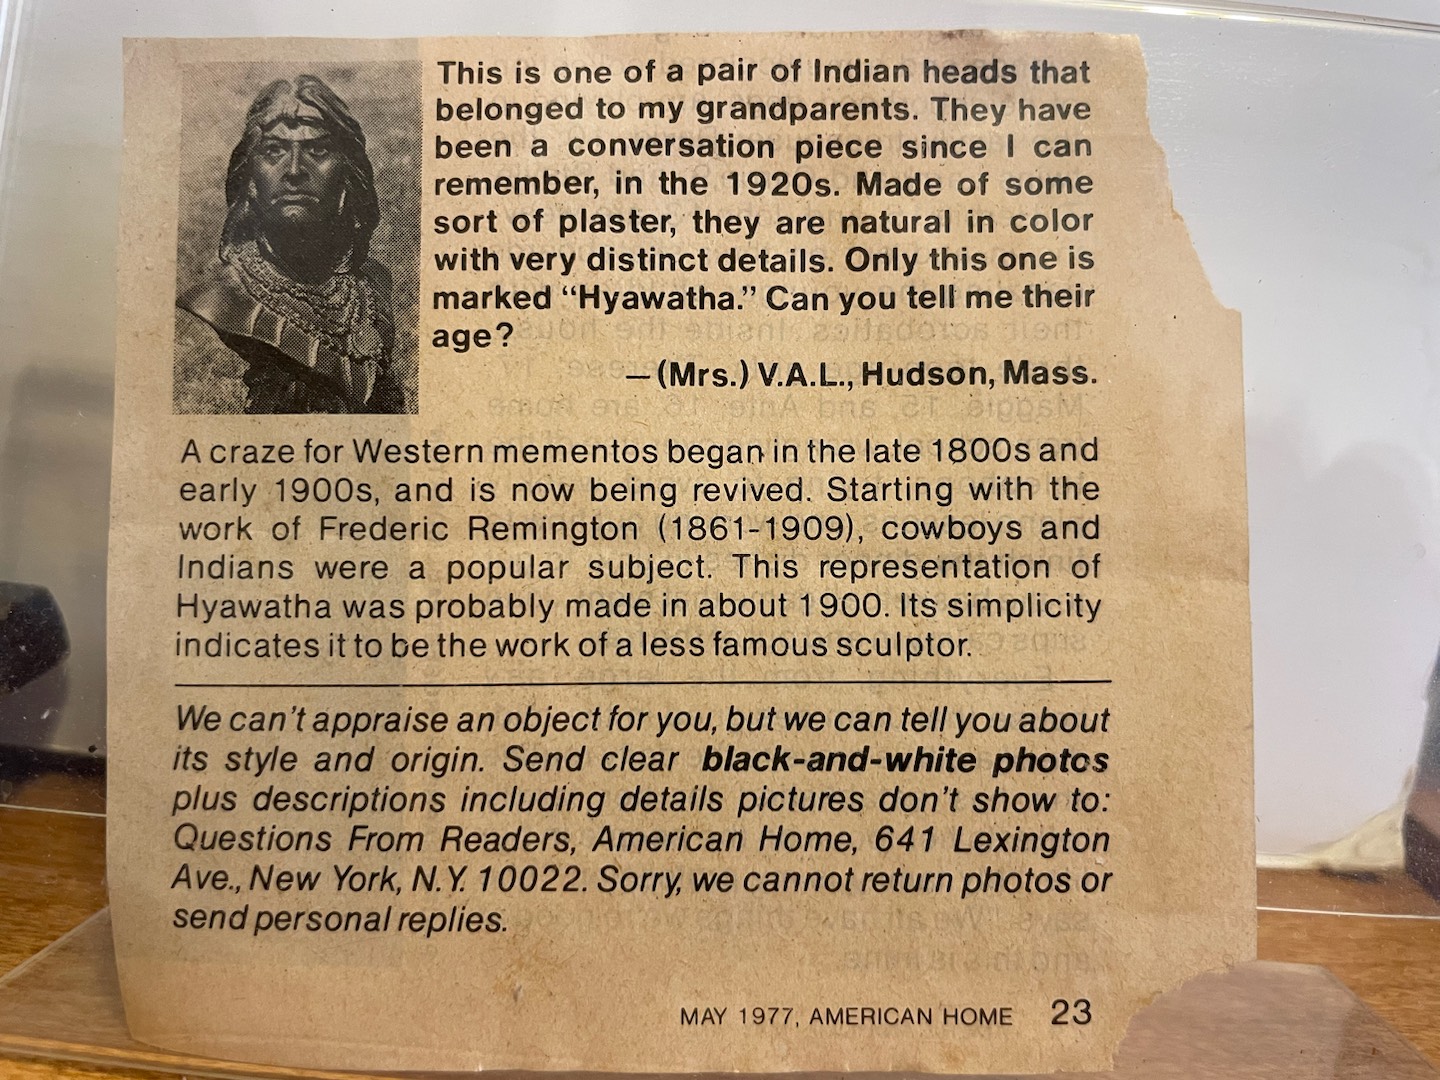 This is one of a pair of Indian heads that
belonged to my grandparents. They have
been a conversation piece since I can
remember, in the 1920s. Made of some
sort of plaster, they are natural in color
with very distinct details. Only this one is
marked “Hyawatha.” Can you tell me their
age?
—(Mrs.) V.A.L., Hudson, Mass.
A craze for Western mementos began in the late 1800s and
early 1900s, and is now being revived. Starting with the
work of Frederic Remington (1861-1909), cowboys and
Indians were a popular subject. This representation of
Hyawatha was probably made in about 1900. Its simplicity
indicates it to be the work of a less famous sculptor.
We can’t appraise an object for you, but we can tell you about
its style and origin. Send clear black-and-white photos
plus descriptions including details pictures don’t show to:
Questions From Readers, American Home, 641 Lexington
Ave., New York, N.Y. 10022. Sorry, we cannot return photos or
send personal replies.
MAY 1977, AMERICAN HOME 23